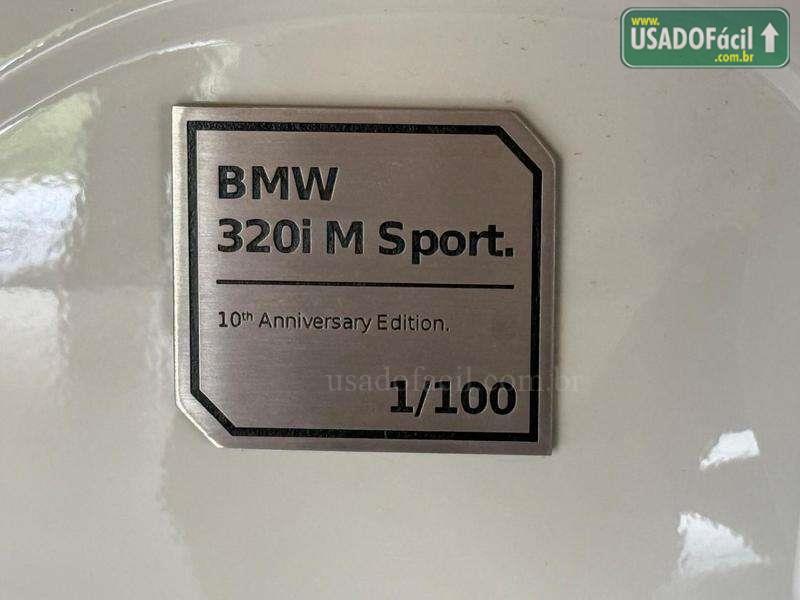 www.
USADOFácil
.com.br
BMW
320i M Sport.
10th Anniversary Edition.
usadofacil.com.br
1/100